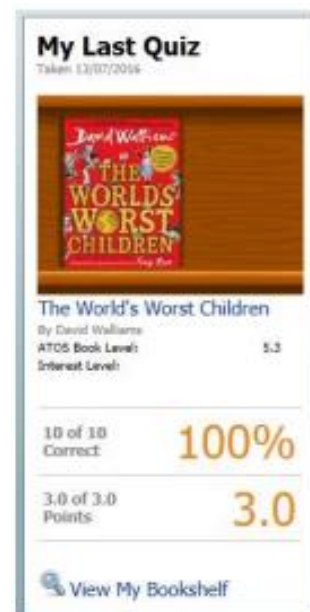 My Last Quiz
Taken 13/07/2016
David Walliams
THE
WORLD'S
WORST
CHILDREN
Tony Ross
The World's Worst Children
By David Walliams
ATOS Book Level: 5.3
Interest Level:
10 of 10
Correct
100%
3.0 of 3.0
Points
3.0
View My Bookshelf